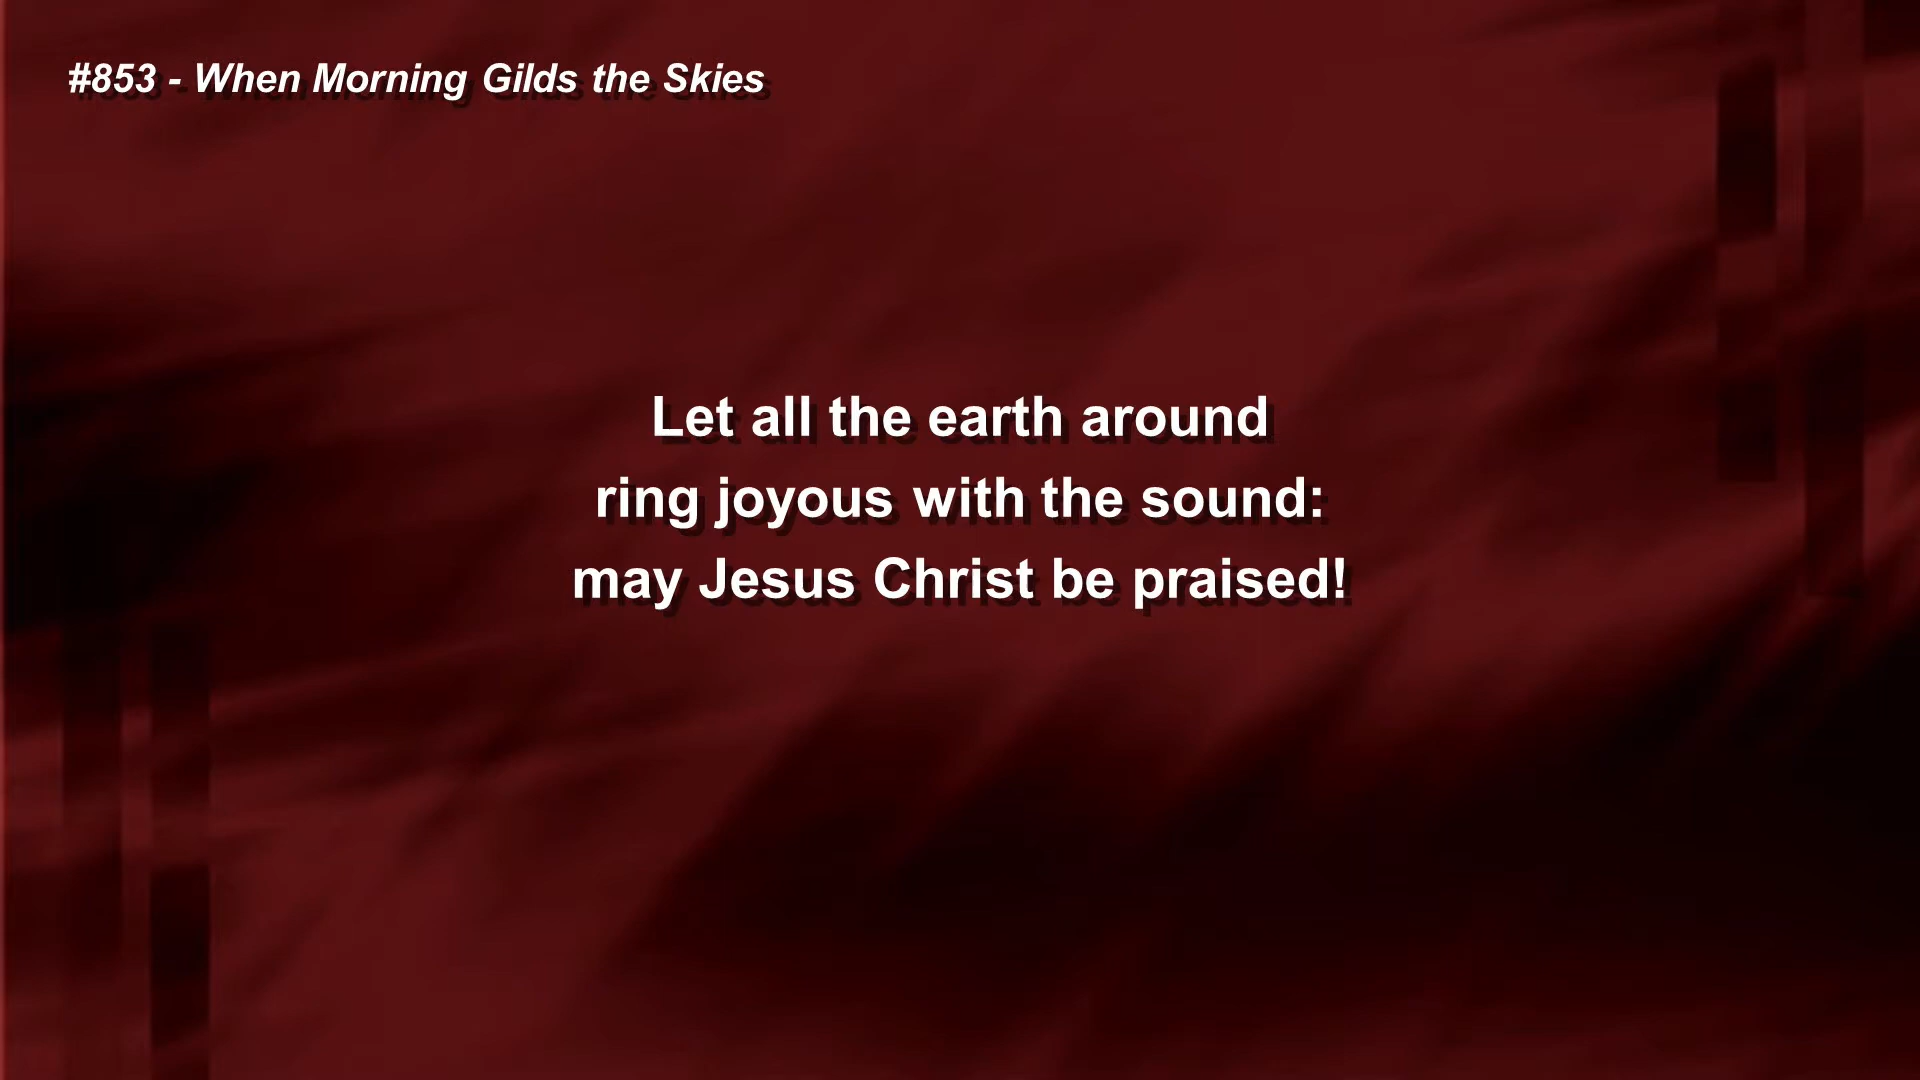 #853 - When Morning Gilds the Skies
Let all the earth around
ring joyous with the sound:
may Jesus Christ be praised!